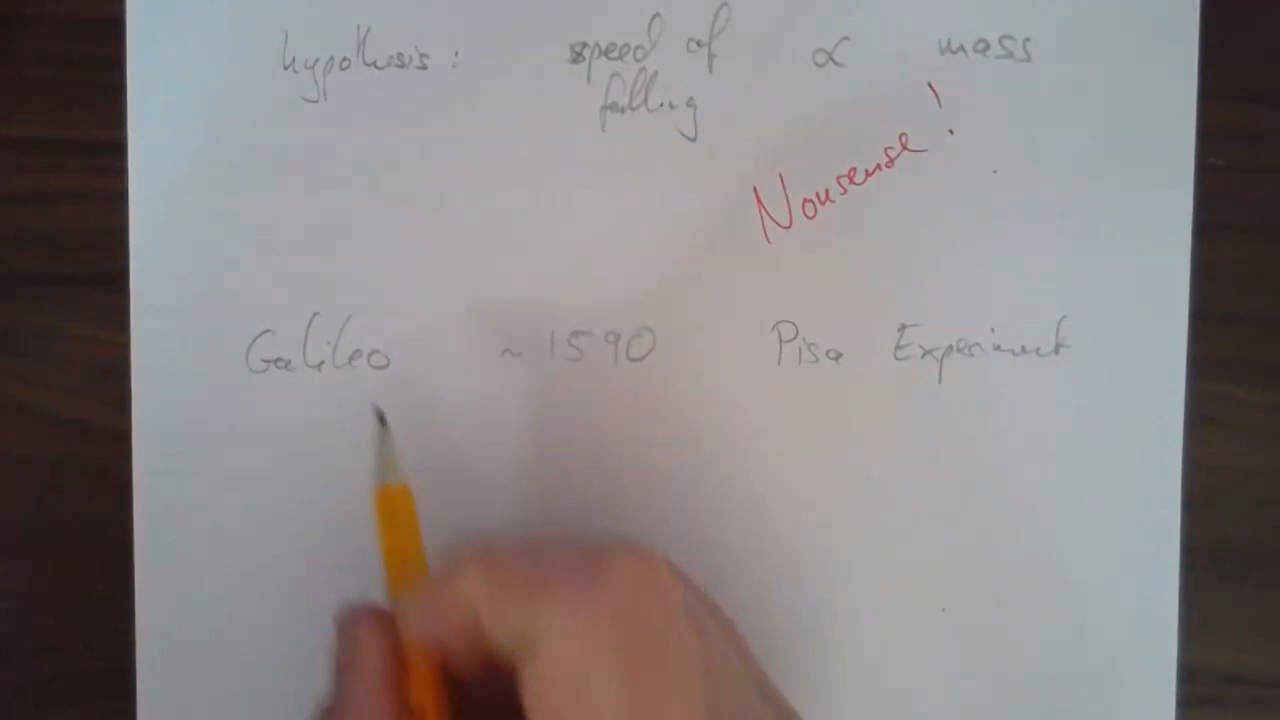 hypothesis: speed of ∝ mass
falling
Nonsense!
Galileo ~1590 Pisa Experiment